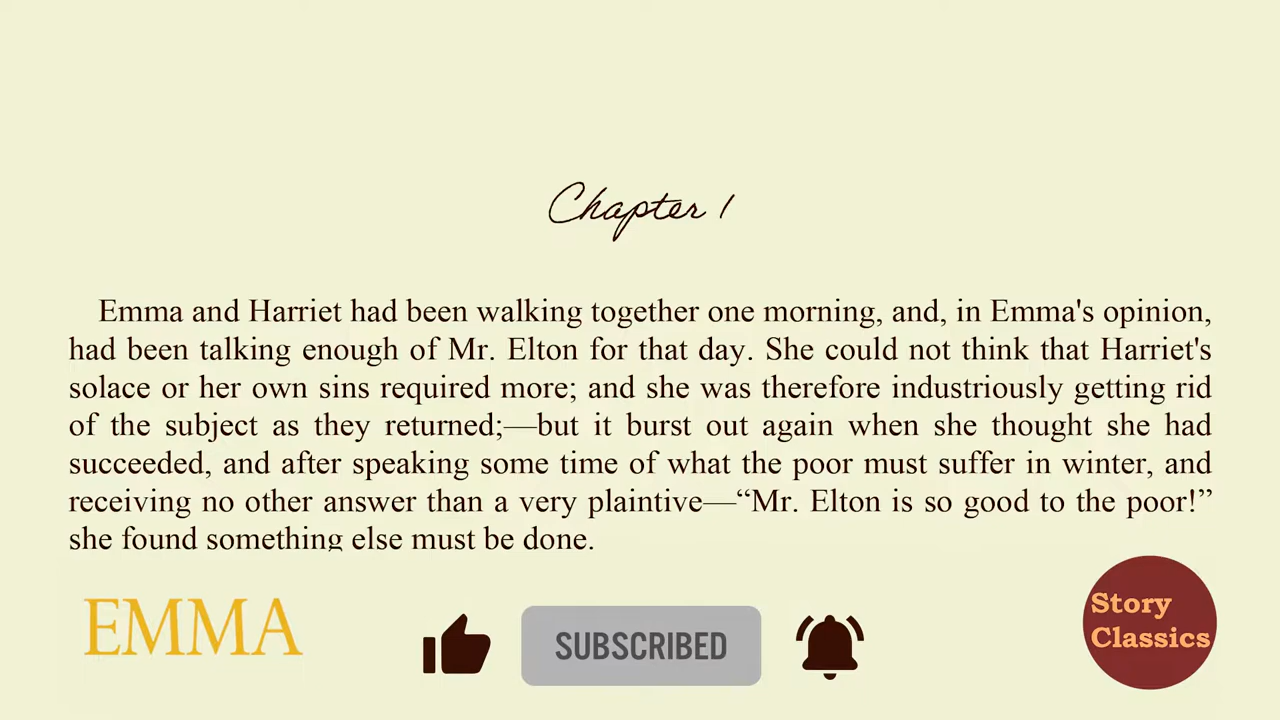 Chapter 1
Emma and Harriet had been walking together one morning, and, in Emma's opinion,
had been talking enough of Mr. Elton for that day. She could not think that Harriet's
solace or her own sins required more; and she was therefore industriously getting rid
of the subject as they returned;—but it burst out again when she thought she had
succeeded, and after speaking some time of what the poor must suffer in winter, and
receiving no other answer than a very plaintive—“Mr. Elton is so good to the poor!”
she found something else must be done.
EMMA
SUBSCRIBED
Story
Classics